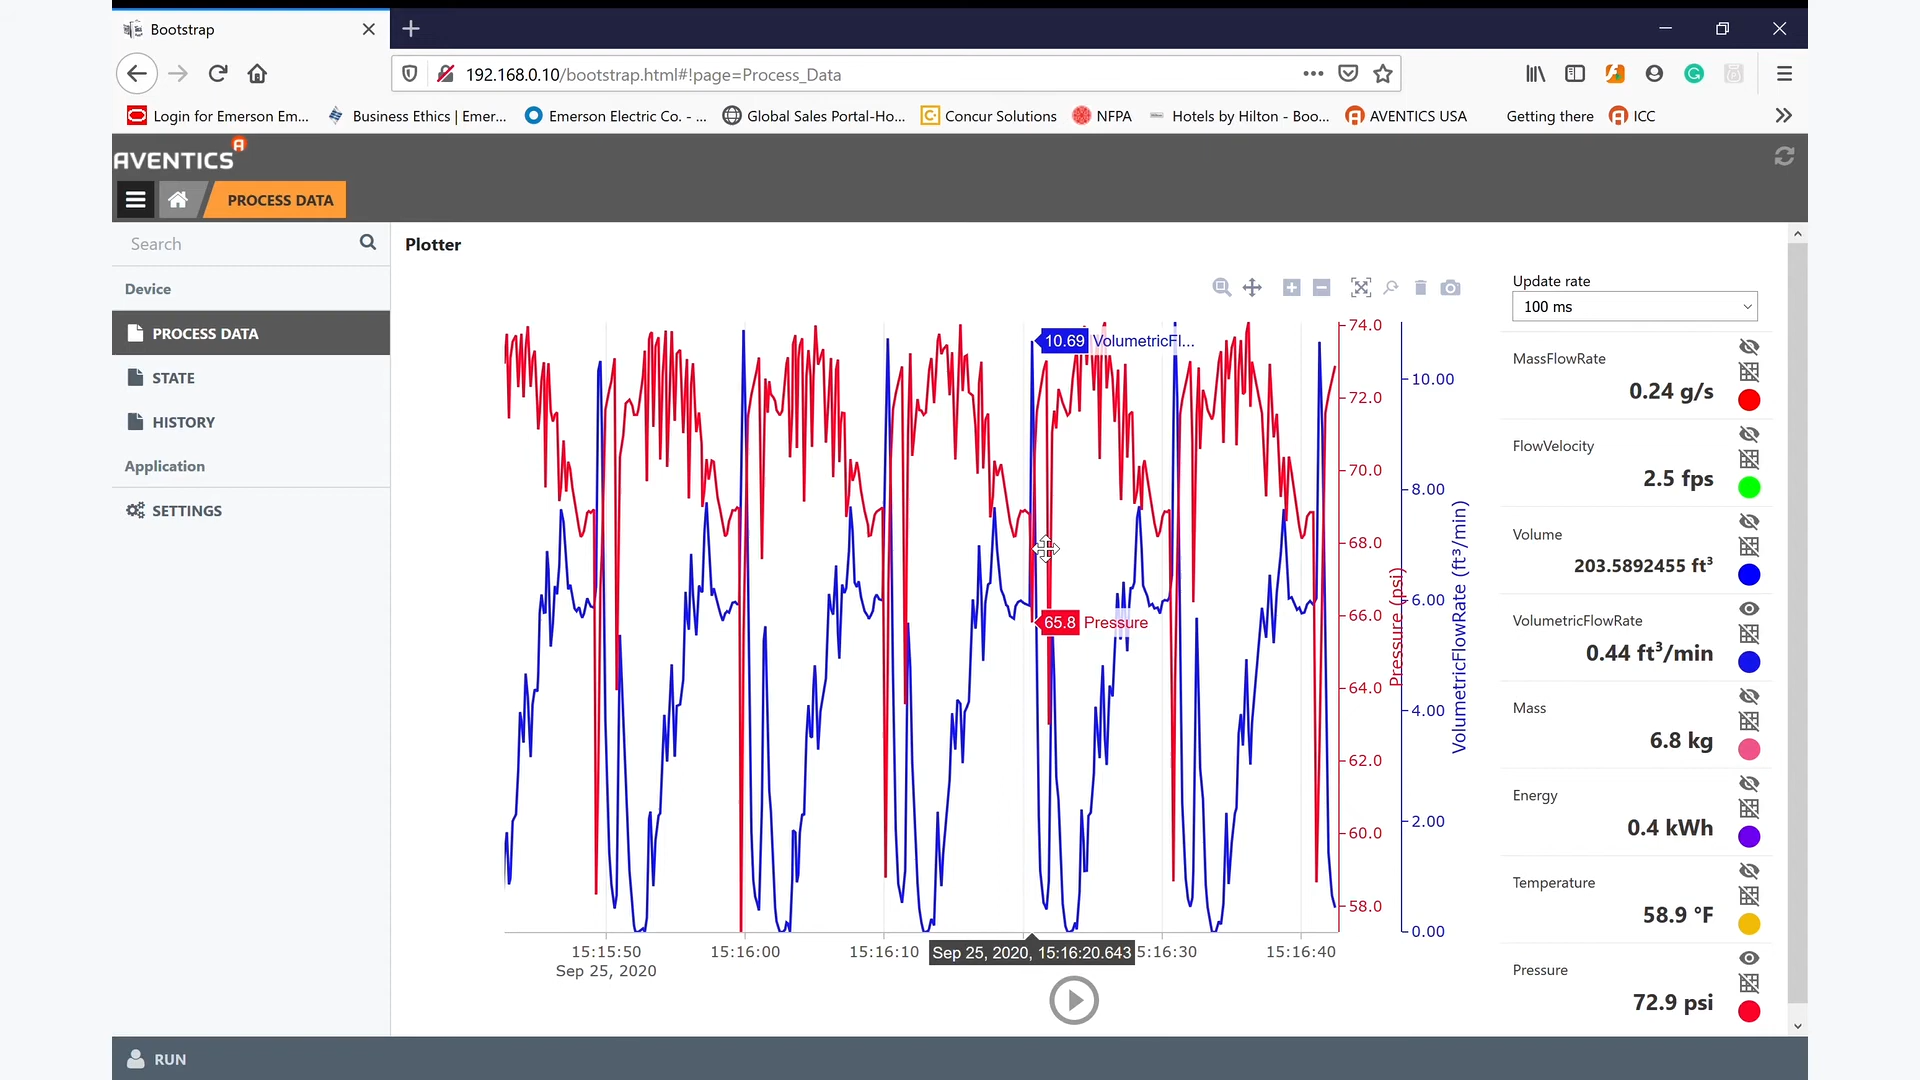 Bootstrap
192.168.0.10/bootstrap.html#!page=Process_Data
Login for Emerson Em...
Business Ethics | Emer...
Emerson Electric Co. - ...
Global Sales Portal-Ho...
Concur Solutions
NFPA
Hotels by Hilton - Boo...
AVENTICS USA
Getting there
ICC
AVENTICS
PROCESS DATA
Search
Device
PROCESS DATA
STATE
HISTORY
Application
SETTINGS
Plotter
10.69 VolumetricFl...
65.8 Pressure
74.0
72.0
70.0
68.0
66.0
64.0
62.0
60.0
58.0
Pressure (psi)
10.00
8.00
6.00
4.00
2.00
0.00
VolumetricFlowRate (ft³/min)
15:15:50
Sep 25, 2020
15:16:00
15:16:10
Sep 25, 2020, 15:16:20.643
5:16:30
15:16:40
Update rate
100 ms
MassFlowRate
0.24 g/s
FlowVelocity
2.5 fps
Volume
203.5892455 ft³
VolumetricFlowRate
0.44 ft³/min
Mass
6.8 kg
Energy
0.4 kWh
Temperature
58.9 °F
Pressure
72.9 psi
RUN